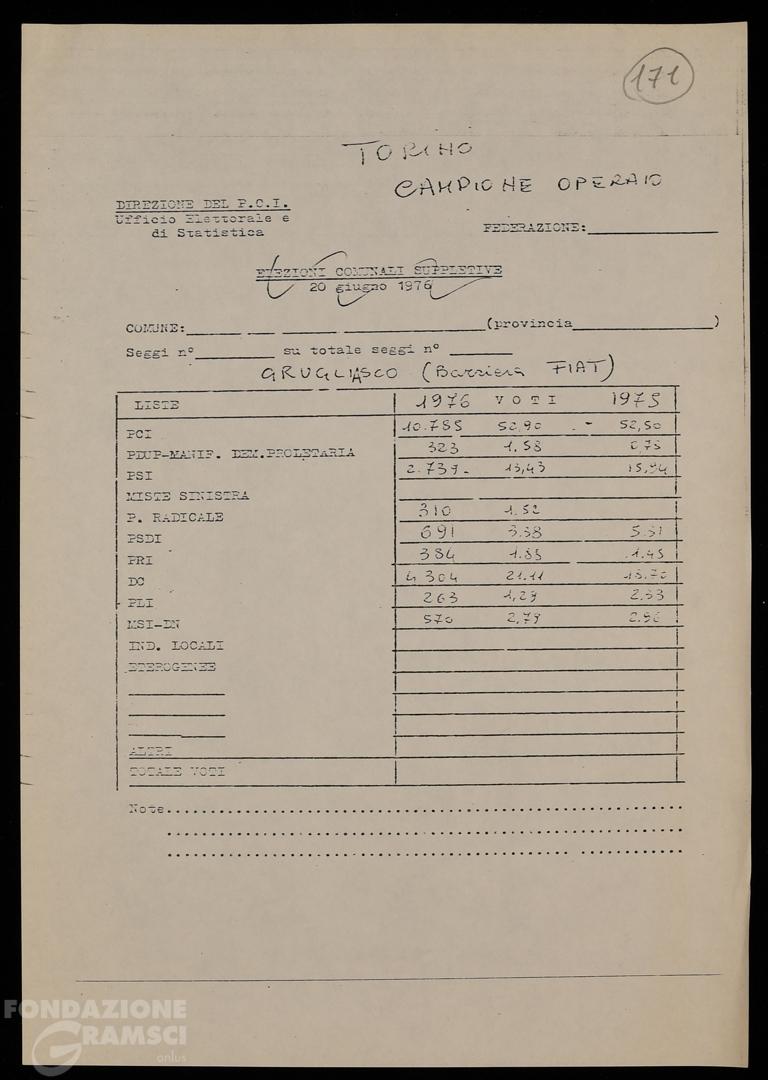 171
TORINO
CAMPIONE OPERAIO
DIREZIONE DEL P.C.I.
Ufficio Elettorale e
di Statistica
FEDERAZIONE:
ELEZIONI COMUNALI SUPPLETIVE
20 giugno 1976
COMUNE: (provincia )
Seggi n° su totale seggi n°
GRUGLIASCO (Barriera FIAT)
LISTE 1976 VOTI 1975
PCI 10.785 52,90 - 52,50
PDUP-MANIF. DEM.PROLETARIA 323 1,58 0,75
PSI 2.739- 13,43 15,94
MISTE SINISTRA
P. RADICALE 310 1.52
PSDI 691 3.38 5.51
PRI 384 1.88 1.45
DC 4 304 21.11 18.70
PLI 263 1,29 2.33
MSI-DN 570 2,79 2.96
IND. LOCALI
ETEROGENEE
ALTRI
TOTALE VOTI
Note
FONDAZIONE
GRAMSCI
onlus